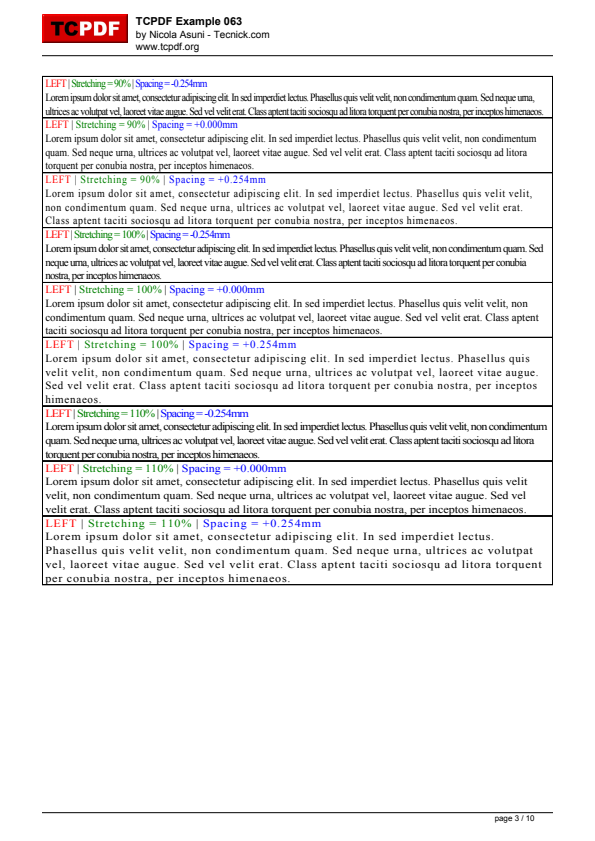 TCPDF
TCPDF Example 063
by Nicola Asuni - Tecnick.com
www.tcpdf.org
LEFT | Stretching = 90% | Spacing = -0.254mm
Lorem ipsum dolor sit amet, consectetur adipiscing elit. In sed imperdiet lectus. Phasellus quis velit velit, non condimentum quam. Sed neque urna,
ultrices ac volutpat vel, laoreet vitae augue. Sed vel velit erat. Class aptent taciti sociosqu ad litora torquent per conubia nostra, per inceptos himenaeos.
LEFT | Stretching = 90% | Spacing = +0.000mm
Lorem ipsum dolor sit amet, consectetur adipiscing elit. In sed imperdiet lectus. Phasellus quis velit velit, non condimentum
quam. Sed neque urna, ultrices ac volutpat vel, laoreet vitae augue. Sed vel velit erat. Class aptent taciti sociosqu ad litora
torquent per conubia nostra, per inceptos himenaeos.
LEFT | Stretching = 90% | Spacing = +0.254mm
Lorem ipsum dolor sit amet, consectetur adipiscing elit. In sed imperdiet lectus. Phasellus quis velit velit,
non condimentum quam. Sed neque urna, ultrices ac volutpat vel, laoreet vitae augue. Sed vel velit erat.
Class aptent taciti sociosqu ad litora torquent per conubia nostra, per inceptos himenaeos.
LEFT | Stretching = 100% | Spacing = -0.254mm
Lorem ipsum dolor sit amet, consectetur adipiscing elit. In sed imperdiet lectus. Phasellus quis velit velit, non condimentum quam. Sed
neque urna, ultrices ac volutpat vel, laoreet vitae augue. Sed vel velit erat. Class aptent taciti sociosqu ad litora torquent per conubia
nostra, per inceptos himenaeos.
LEFT | Stretching = 100% | Spacing = +0.000mm
Lorem ipsum dolor sit amet, consectetur adipiscing elit. In sed imperdiet lectus. Phasellus quis velit velit, non
condimentum quam. Sed neque urna, ultrices ac volutpat vel, laoreet vitae augue. Sed vel velit erat. Class aptent
taciti sociosqu ad litora torquent per conubia nostra, per inceptos himenaeos.
LEFT | Stretching = 100% | Spacing = +0.254mm
Lorem ipsum dolor sit amet, consectetur adipiscing elit. In sed imperdiet lectus. Phasellus quis
velit velit, non condimentum quam. Sed neque urna, ultrices ac volutpat vel, laoreet vitae augue.
Sed vel velit erat. Class aptent taciti sociosqu ad litora torquent per conubia nostra, per inceptos
himenaeos.
LEFT | Stretching = 110% | Spacing = -0.254mm
Lorem ipsum dolor sit amet, consectetur adipiscing elit. In sed imperdiet lectus. Phasellus quis velit velit, non condimentum
quam. Sed neque urna, ultrices ac volutpat vel, laoreet vitae augue. Sed vel velit erat. Class aptent taciti sociosqu ad litora
torquent per conubia nostra, per inceptos himenaeos.
LEFT | Stretching = 110% | Spacing = +0.000mm
Lorem ipsum dolor sit amet, consectetur adipiscing elit. In sed imperdiet lectus. Phasellus quis velit
velit, non condimentum quam. Sed neque urna, ultrices ac volutpat vel, laoreet vitae augue. Sed vel
velit erat. Class aptent taciti sociosqu ad litora torquent per conubia nostra, per inceptos himenaeos.
LEFT | Stretching = 110% | Spacing = +0.254mm
Lorem ipsum dolor sit amet, consectetur adipiscing elit. In sed imperdiet lectus.
Phasellus quis velit velit, non condimentum quam. Sed neque urna, ultrices ac volutpat
vel, laoreet vitae augue. Sed vel velit erat. Class aptent taciti sociosqu ad litora torquent
per conubia nostra, per inceptos himenaeos.
page 3 / 10